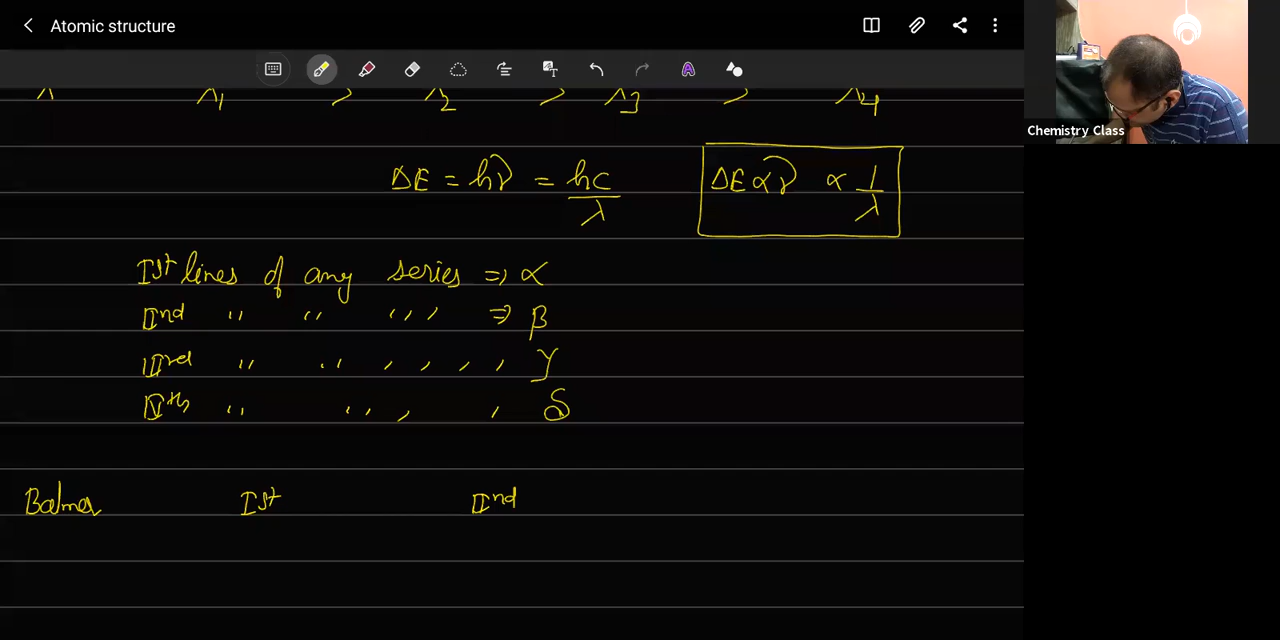 Atomic structure
λ λ1 > λ2 > λ3 > λ4
ΔE = hν = hc/λ ΔE ∝ ν ∝ 1/λ
Chemistry Class
Ist lines of any series => α
IInd " " " , => β
IIIrd " " , , , , γ
IVth " " , , δ
Balmer Ist IInd